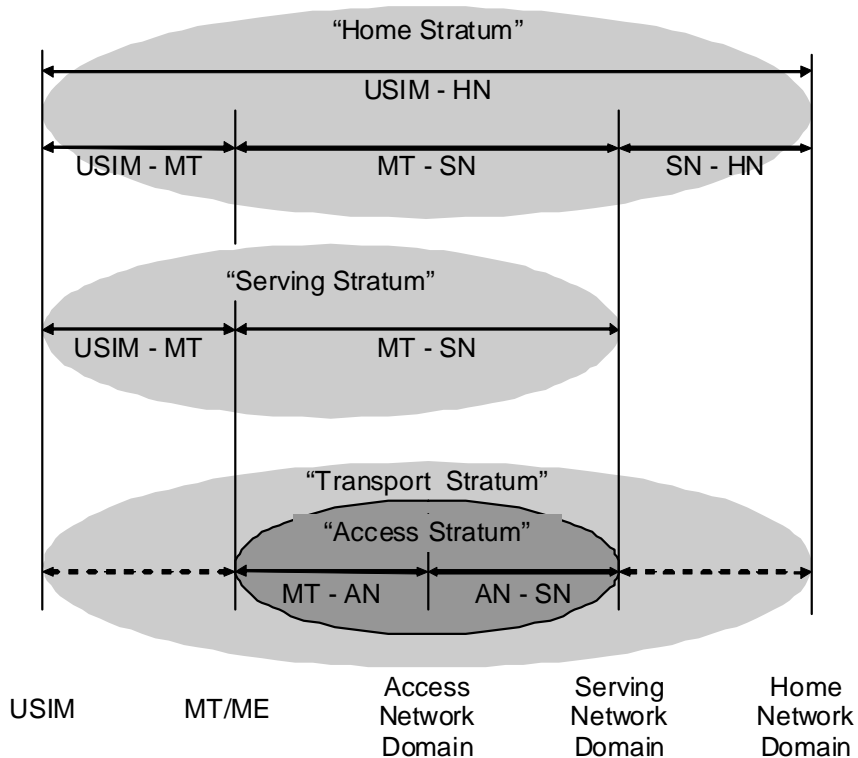 “Home Stratum”
USIM - HN
USIM - MT
MT - SN
SN - HN
“Serving Stratum”
USIM - MT
MT - SN
“Transport Stratum”
“Access Stratum”
MT - AN
AN - SN
USIM
MT/ME
Access
Network
Domain
Serving
Network
Domain
Home
Network
Domain